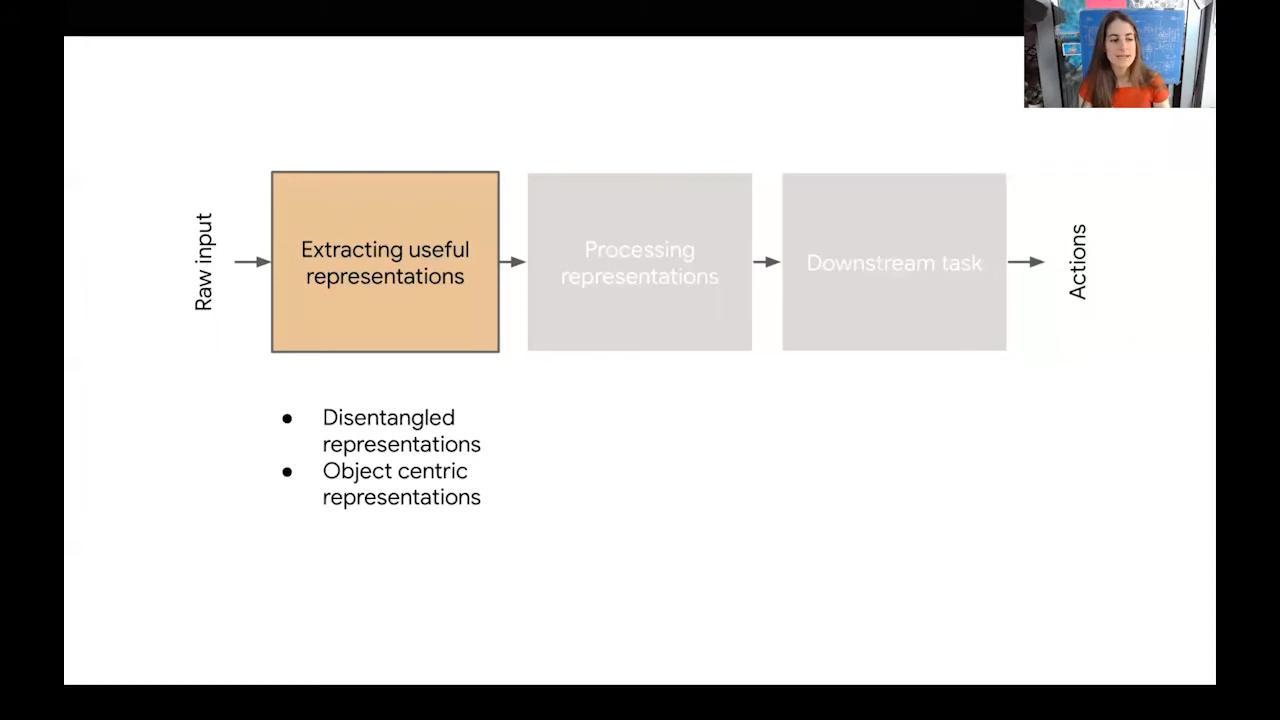 Raw input
Extracting useful
representations
Processing
representations
Downstream task
Actions
● Disentangled
representations
● Object centric
representations